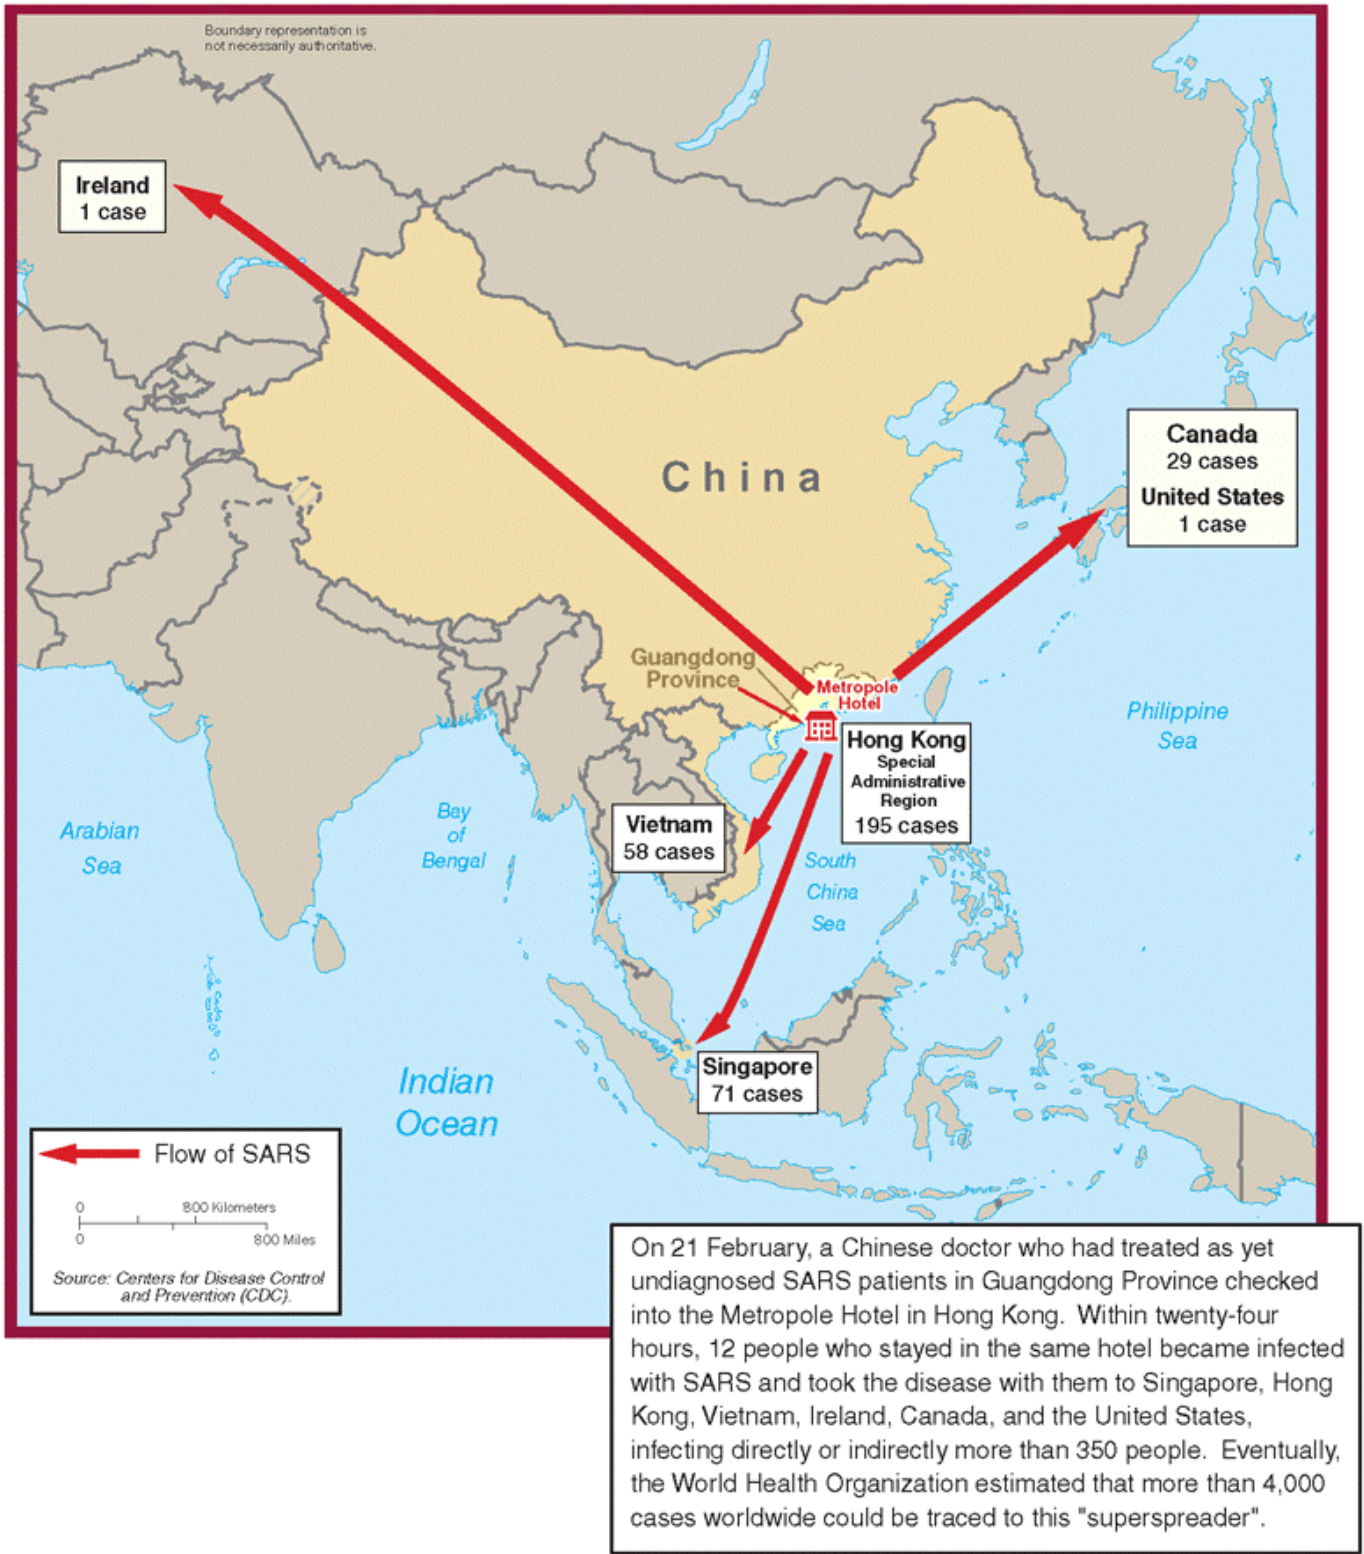 Boundary representation is
not necessarily authoritative.
Ireland
1 case
China
Canada
29 cases
United States
1 case
Guangdong
Province
Metropole
Hotel
Hong Kong
Special
Administrative
Region
195 cases
Philippine
Sea
Vietnam
58 cases
Arabian
Sea
Bay
of
Bengal
South
China
Sea
Singapore
71 cases
Indian
Ocean
Flow of SARS
0 800 Kilometers
0 800 Miles
Source: Centers for Disease Control
and Prevention (CDC).
On 21 February, a Chinese doctor who had treated as yet
undiagnosed SARS patients in Guangdong Province checked
into the Metropole Hotel in Hong Kong. Within twenty-four
hours, 12 people who stayed in the same hotel became infected
with SARS and took the disease with them to Singapore, Hong
Kong, Vietnam, Ireland, Canada, and the United States,
infecting directly or indirectly more than 350 people. Eventually,
the World Health Organization estimated that more than 4,000
cases worldwide could be traced to this "superspreader".